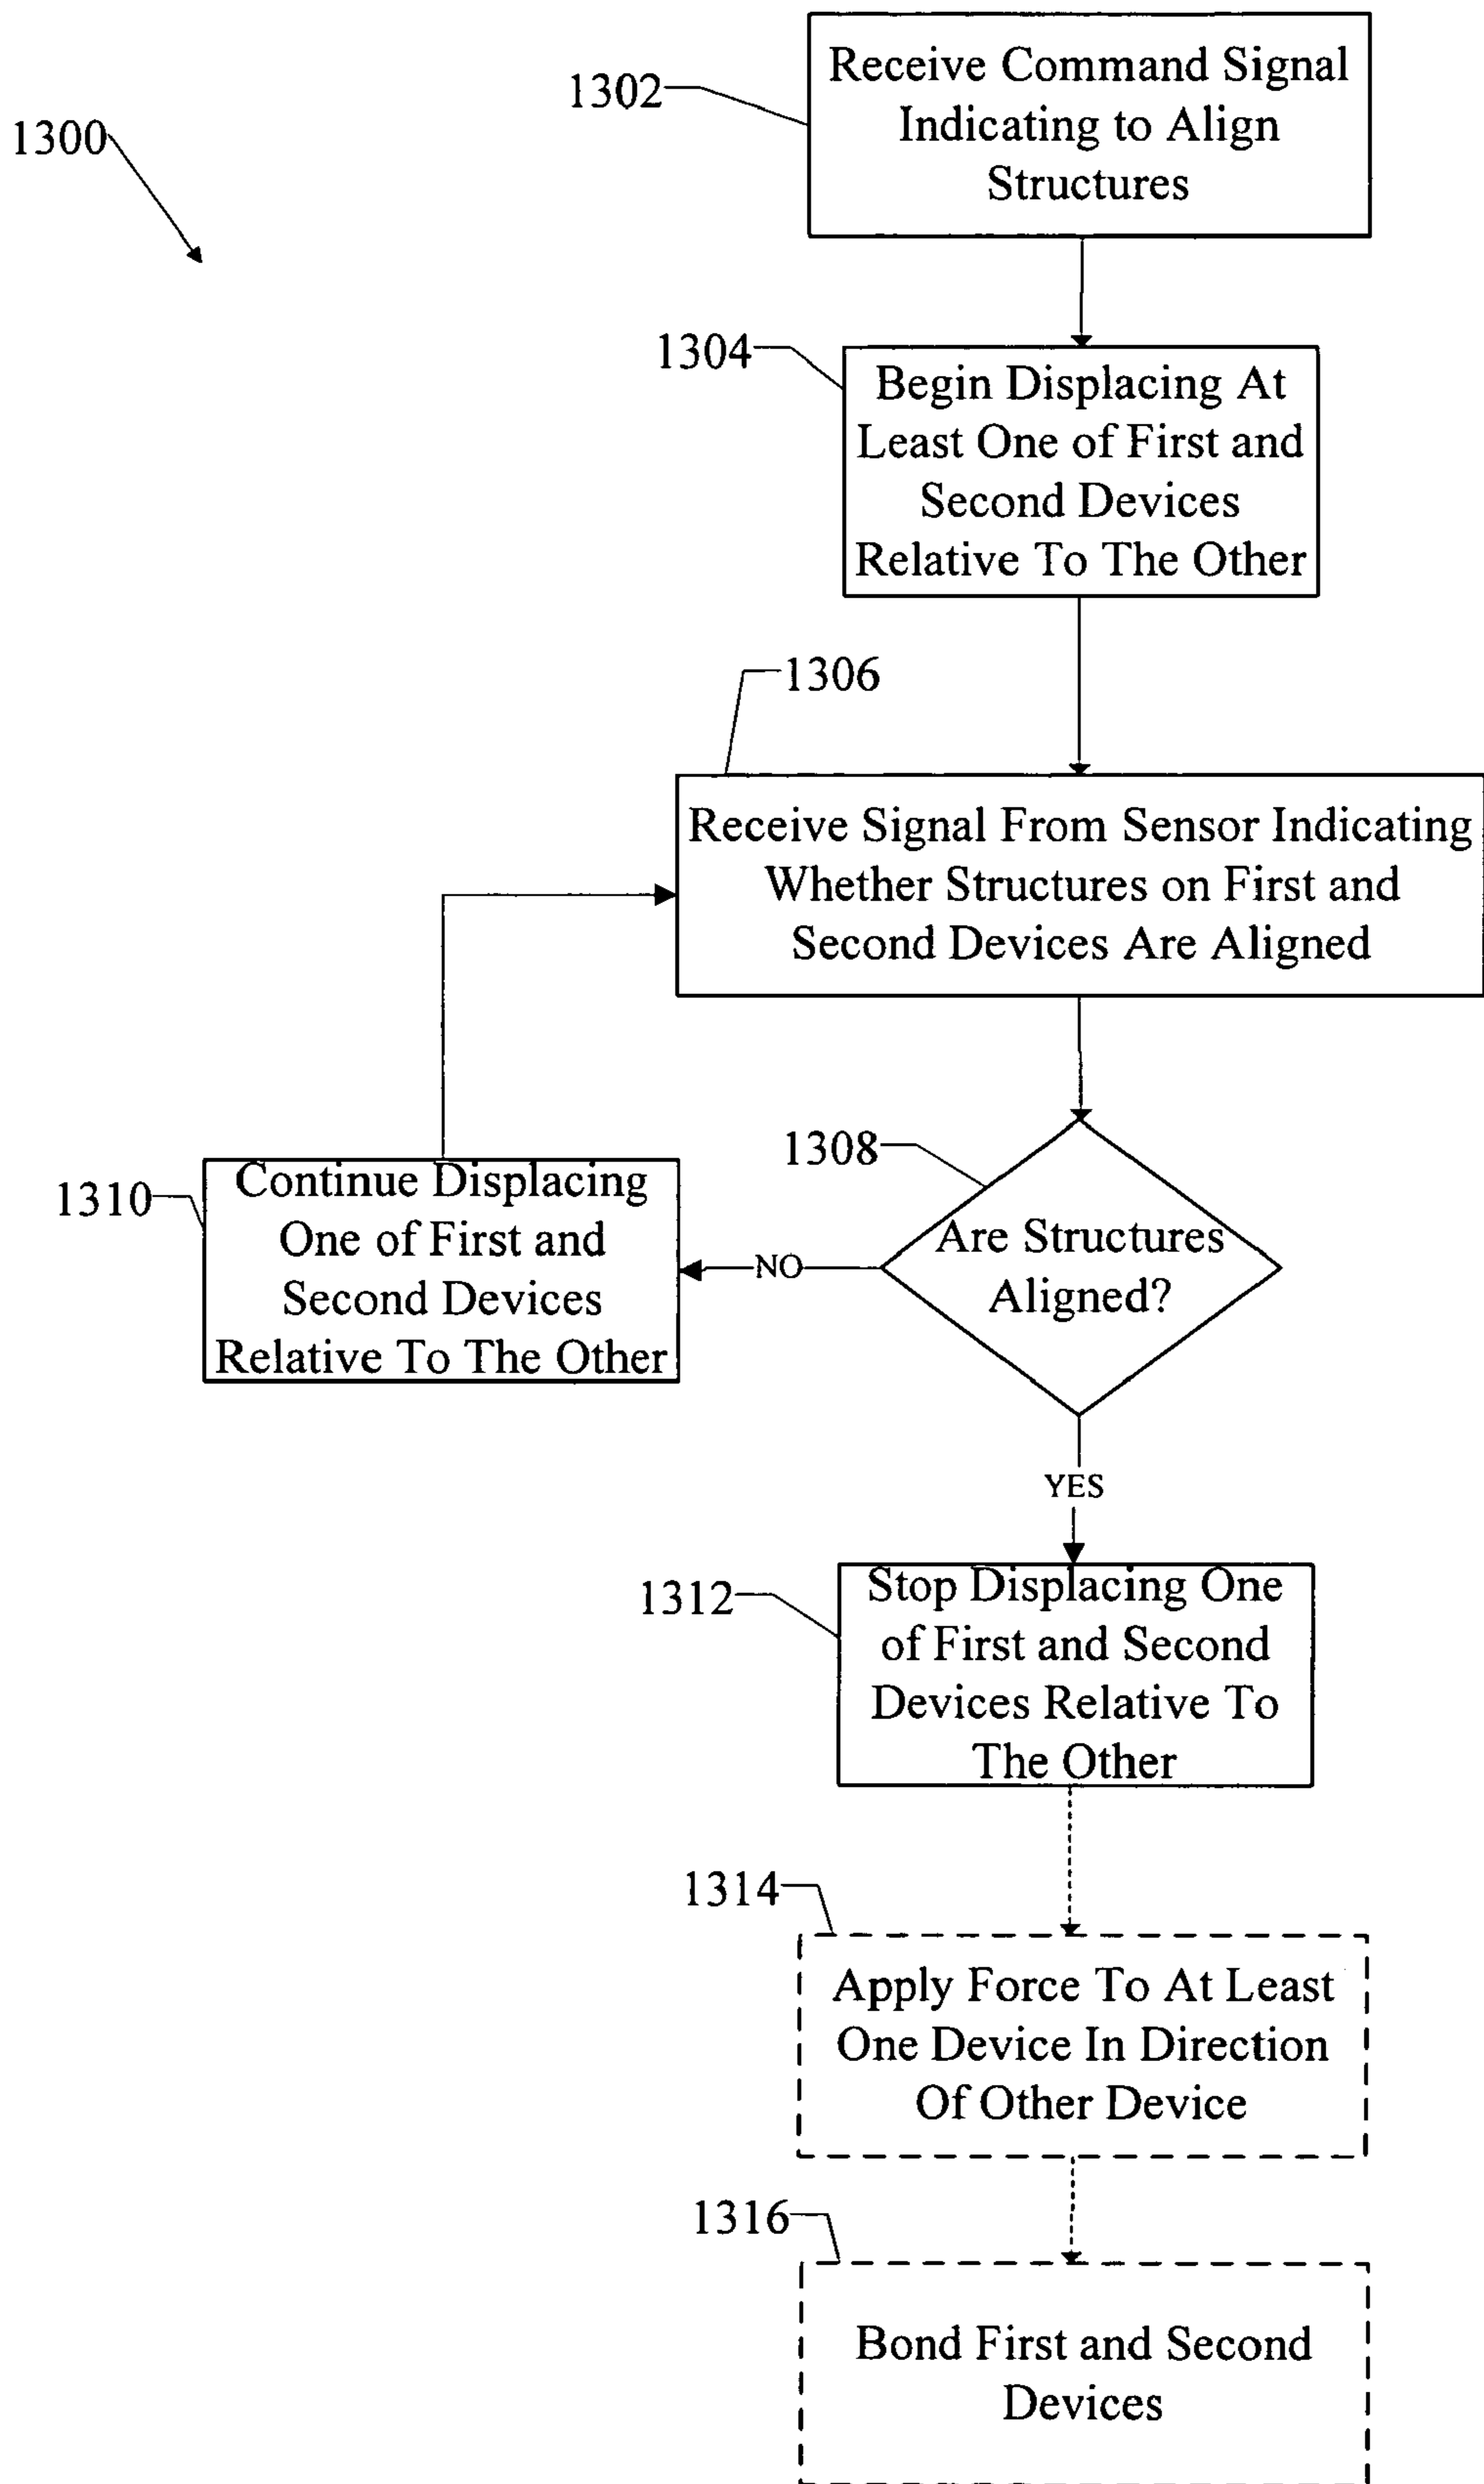 1300
1302
Receive Command Signal
Indicating to Align
Structures
1304
Begin Displacing At
Least One of First and
Second Devices
Relative To The Other
1306
Receive Signal From Sensor Indicating
Whether Structures on First and
Second Devices Are Aligned
1308
Are Structures
Aligned?
NO
1310
Continue Displacing
One of First and
Second Devices
Relative To The Other
YES
1312
Stop Displacing One
of First and Second
Devices Relative To
The Other
1314
Apply Force To At Least
One Device In Direction
Of Other Device
1316
Bond First and Second
Devices